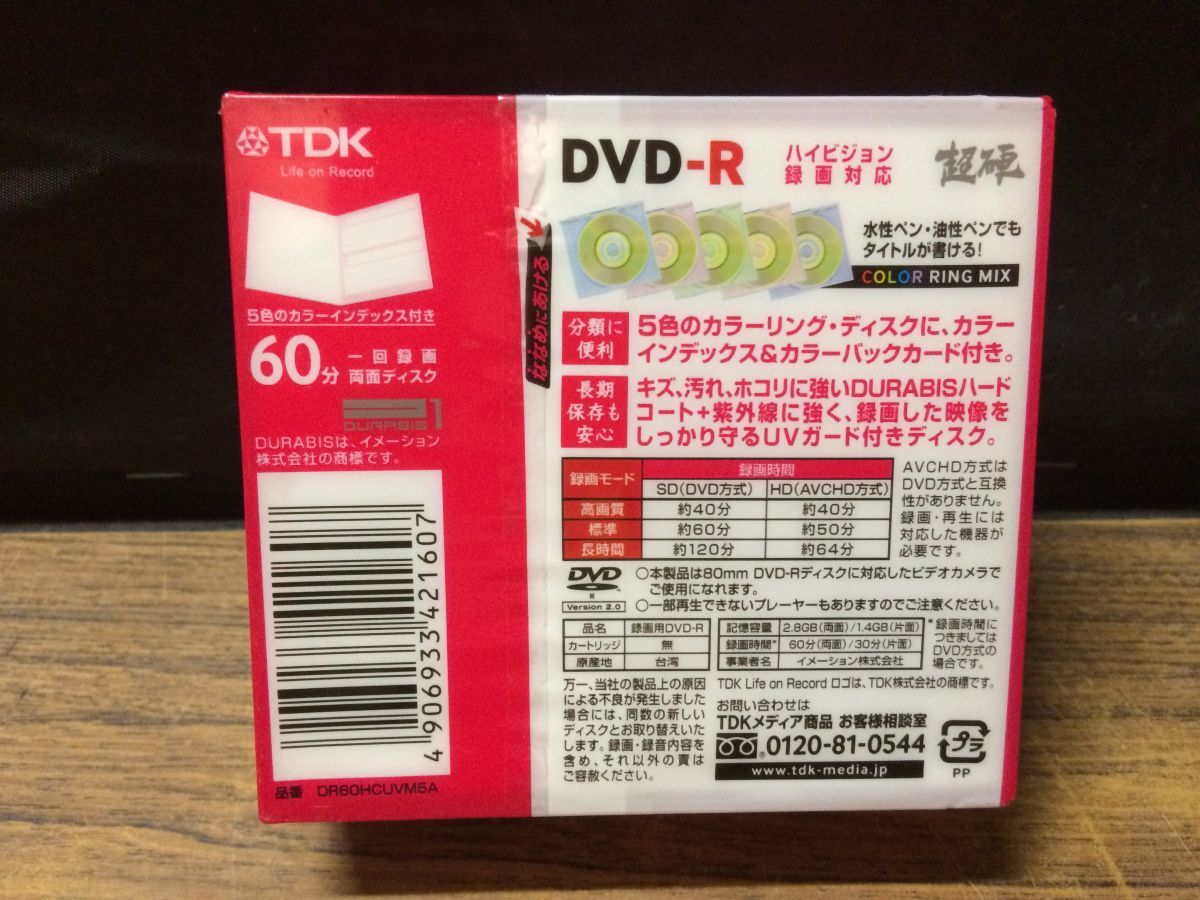 TDK
Life on Record
5色のカラーインデックス付き
60分 一回録画
両面ディスク
DURABIS 1
DURABISは、イメーション
株式会社の商標です。
4906933421607
品番 DR60HCUVM5A
ななめにあける
DVD-R
ハイビジョン
録画対応
超硬
水性ペン・油性ペンでも
タイトルが書ける!
COLOR RING MIX
分類に
便利
5色のカラーリング・ディスクに、カラー
インデックス&カラーバックカード付き。
長期
保存も
安心
キズ、汚れ、ホコリに強いDURABISハード
コート+紫外線に強く、録画した映像を
しっかり守るUVガード付きディスク。
録画モード 録画時間
SD(DVD方式) HD(AVCHD方式)
高画質 約40分 約40分
標準 約60分 約50分
長時間 約120分 約64分
AVCHD方式は
DVD方式と互換
性がありません。
録画・再生には
対応した機器が
必要です。
DVD
R
Version 2.0
○本製品は80mm DVD-Rディスクに対応したビデオカメラで
ご使用になれます。
○一部再生できないプレーヤーもありますのでご注意ください。
品名 録画用DVD-R
カートリッジ 無
原産地 台湾
記憶容量 2.8GB(両面)/1.4GB(片面)
録画時間* 60分(両面)/30分(片面)
事業者名 イメーション株式会社
*録画時間に
つきましては
DVD方式の
場合です。
万一、当社の製品上の原因
による不良が発生しました
場合には、同数の新しい
ディスクとお取り替えいた
します。録画・録音内容を
含め、それ以外の責は
ご容赦ください。
TDK Life on Record ロゴは、TDK株式会社の商標です。
お問い合わせは
TDKメディア商品 お客様相談室
0120-81-0544
www.tdk-media.jp
プラ
PP